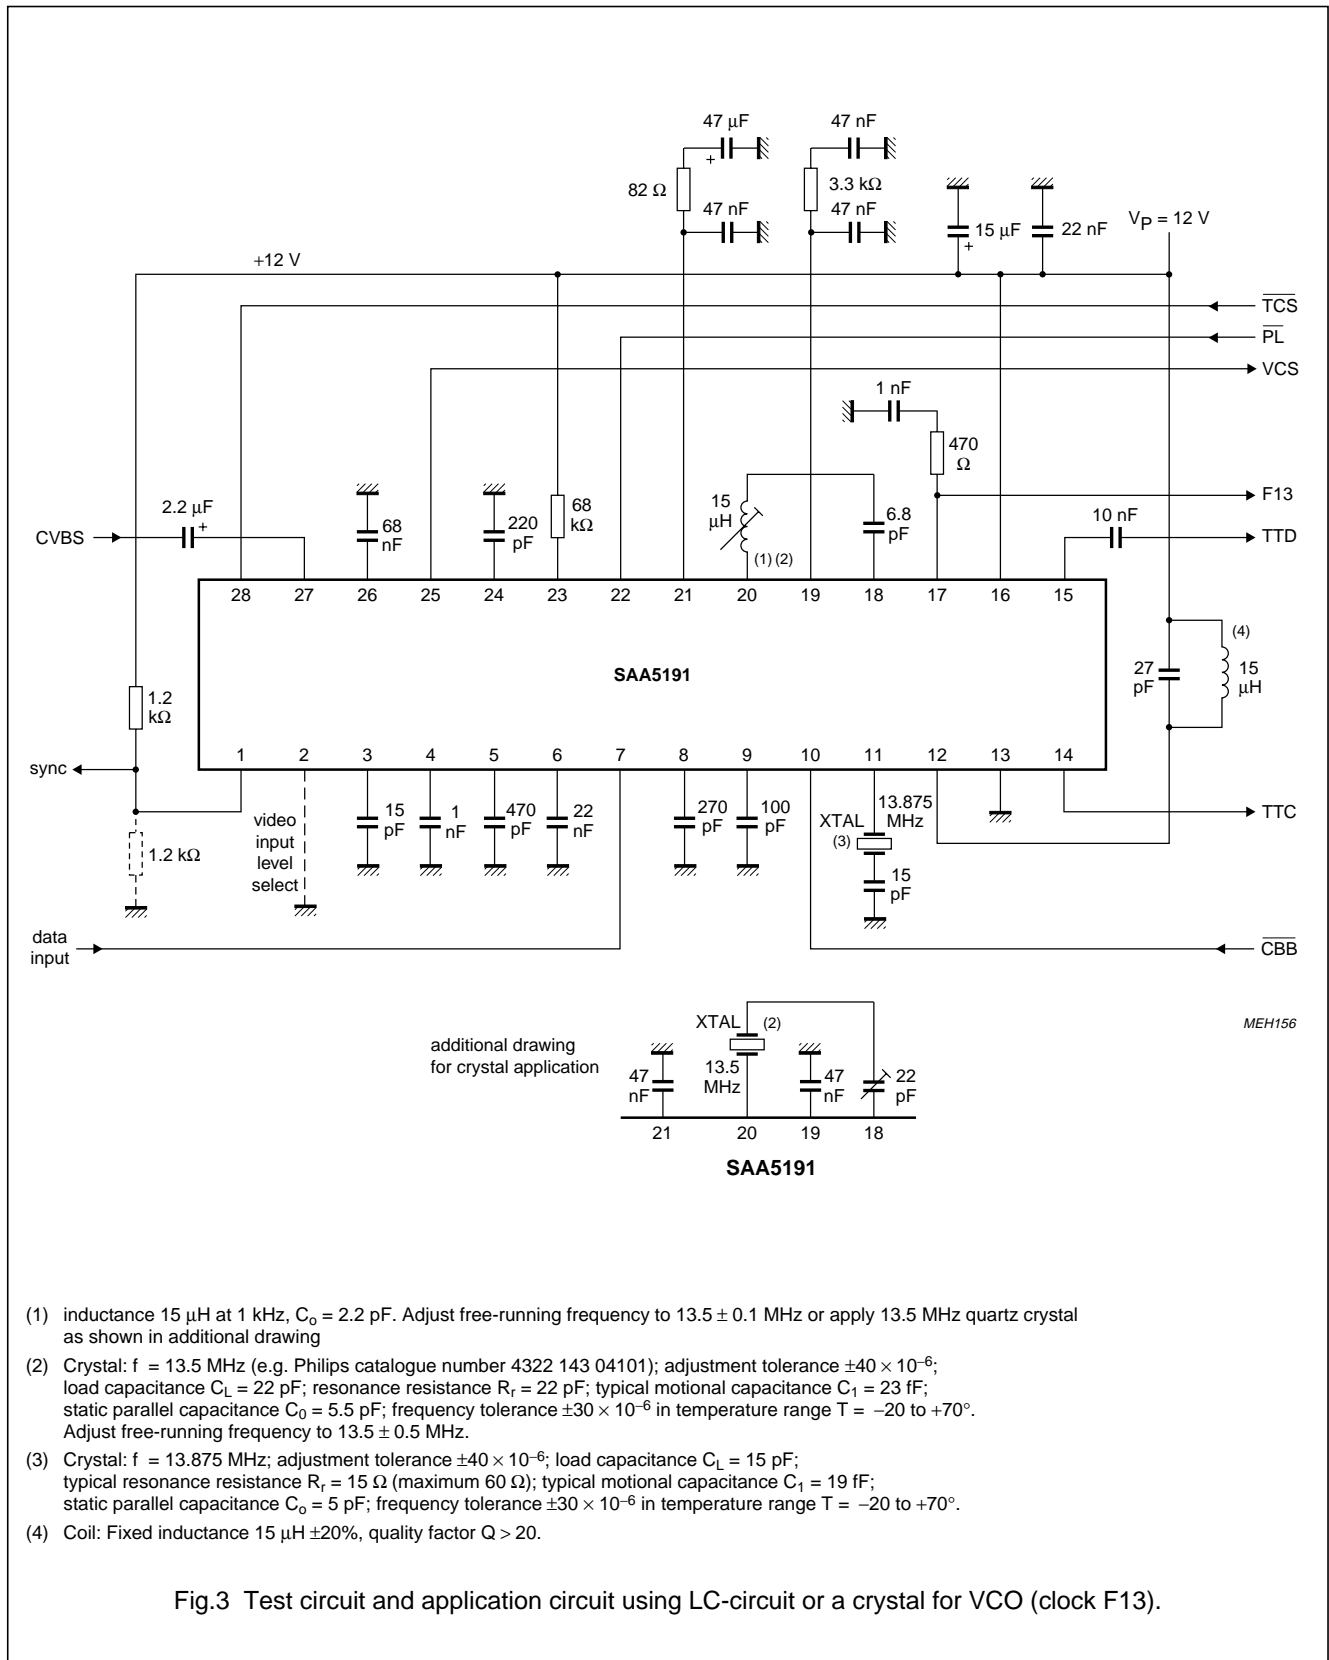 47 μF
47 nF
82 Ω
3.3 kΩ
47 nF
47 nF
+
15 μF
+
22 nF
VP = 12 V
+12 V
TCS
PL
VCS
1 nF
470
Ω
F13
2.2 μF
+
CVBS
68
nF
220
pF
68
kΩ
15
μH
(1) (2)
6.8
pF
10 nF
TTD
28 27 26 25 24 23 22 21 20 19 18 17 16 15
SAA5191
27
pF
(4)
15
μH
1.2
kΩ
1 2 3 4 5 6 7 8 9 10 11 12 13 14
sync
1.2 kΩ
video
input
level
select
15
pF
1
nF
470
pF
22
nF
270
pF
100
pF
XTAL
(3)
13.875
MHz
15
pF
TTC
data
input
CBB
MEH156
additional drawing
for crystal application
47
nF
XTAL
(2)
13.5
MHz
47
nF
22
pF
21 20 19 18
SAA5191
(1) inductance 15 μH at 1 kHz, Co = 2.2 pF. Adjust free-running frequency to 13.5 ± 0.1 MHz or apply 13.5 MHz quartz crystal
as shown in additional drawing
(2) Crystal: f = 13.5 MHz (e.g. Philips catalogue number 4322 143 04101); adjustment tolerance ±40 × 10−6;
load capacitance CL = 22 pF; resonance resistance Rr = 22 pF; typical motional capacitance C1 = 23 fF;
static parallel capacitance C0 = 5.5 pF; frequency tolerance ±30 × 10−6 in temperature range T = −20 to +70°.
Adjust free-running frequency to 13.5 ± 0.5 MHz.
(3) Crystal: f = 13.875 MHz; adjustment tolerance ±40 × 10−6; load capacitance CL = 15 pF;
typical resonance resistance Rr = 15 Ω (maximum 60 Ω); typical motional capacitance C1 = 19 fF;
static parallel capacitance Co = 5 pF; frequency tolerance ±30 × 10−6 in temperature range T = −20 to +70°.
(4) Coil: Fixed inductance 15 μH ±20%, quality factor Q > 20.
Fig.3 Test circuit and application circuit using LC-circuit or a crystal for VCO (clock F13).